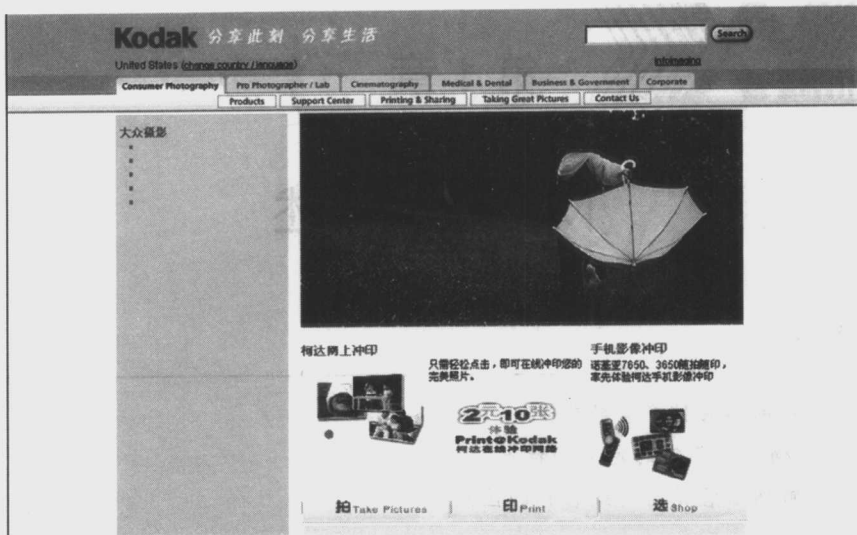 Kodak 分享此刻 分享生活
Search
United States (change country / language)
infoimaging
Consumer Photography
Pro Photographer / Lab
Cinematography
Medical & Dental
Business & Government
Corporate
Products
Support Center
Printing & Sharing
Taking Great Pictures
Contact Us
大众摄影
柯达网上冲印
只需轻松点击，即可在线冲印您的
完美照片。
2元10张
体验
Print@Kodak
柯达在线冲印网络
手机影像冲印
诺基亚7650、3650随拍随印，
率先体验柯达手机影像冲印
拍 Take Pictures
印 Print
选 Shop